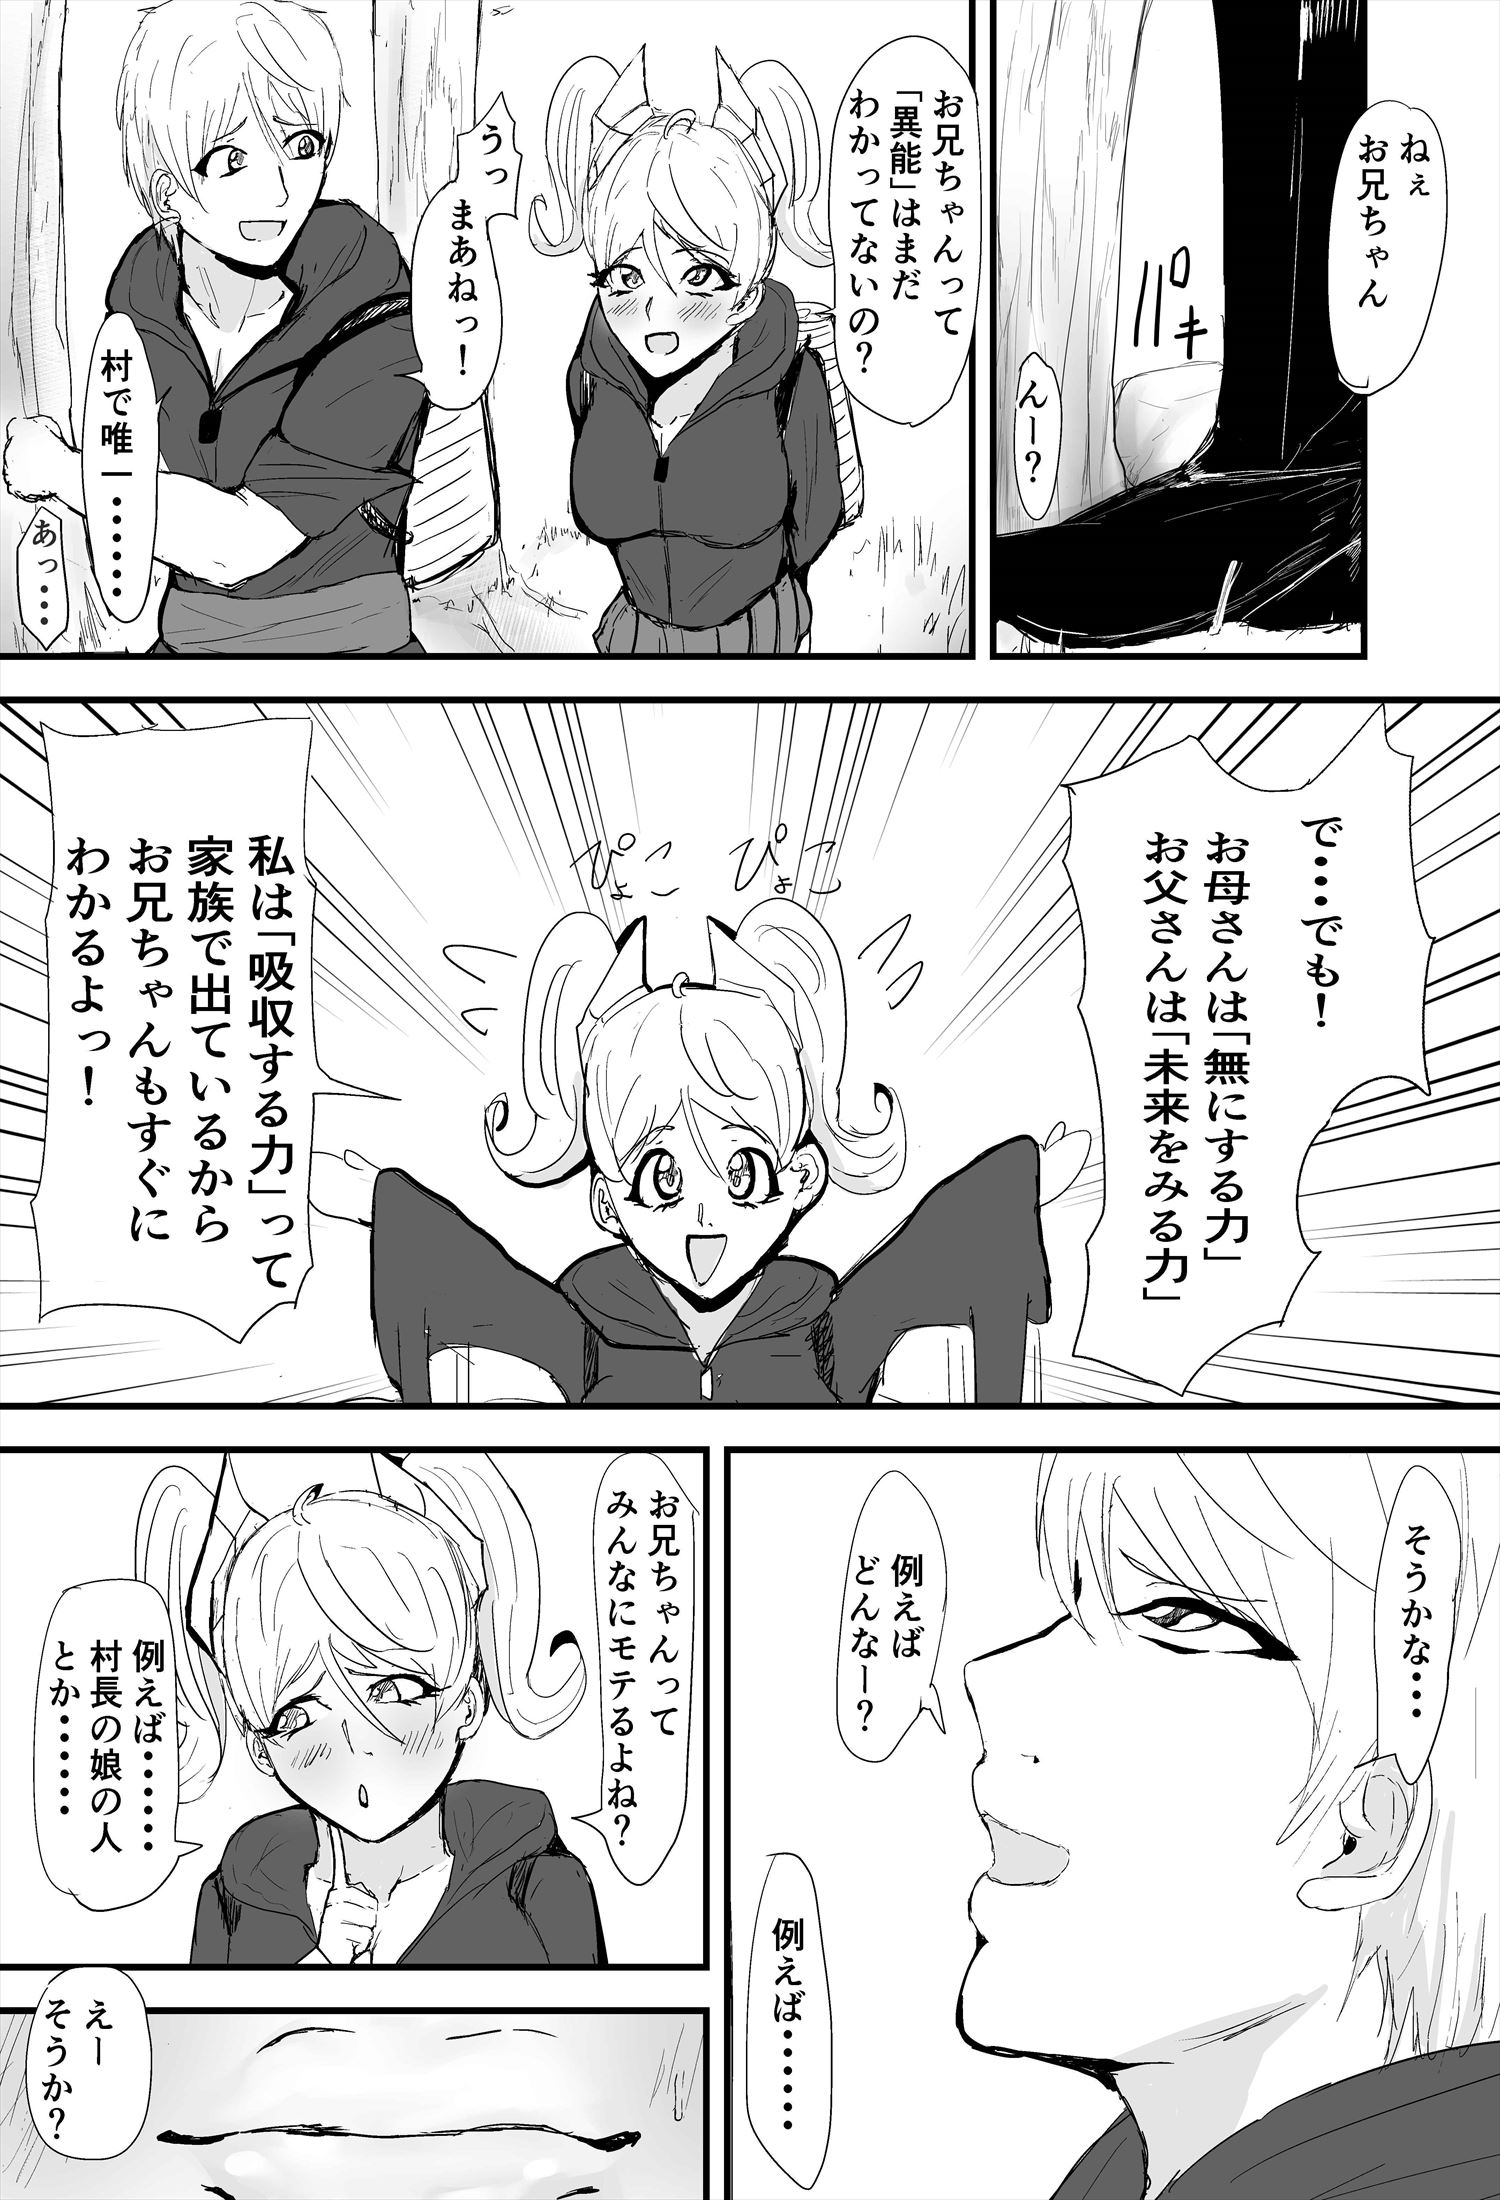 ねぇ
お兄ちゃん
パキ
んー?
お兄ちゃんって
「異能」はまだ
わかってないの?
うっ
まあねっ!
村で唯一・・・・・・
あっ・・・
で・・・でも!
お母さんは「無にする力」
お父さんは「未来をみる力」
ぴょこ
ぴょこ
私は「吸収する力」って
家族で出ているから
お兄ちゃんもすぐに
わかるよっ!
そうかな・・・
例えば
どんなー?
例えば・・・・・・
お兄ちゃんって
みんなにモテるよね?
例えば・・・・・・
村長の娘の人
とか・・・・・・
えー
そうか?